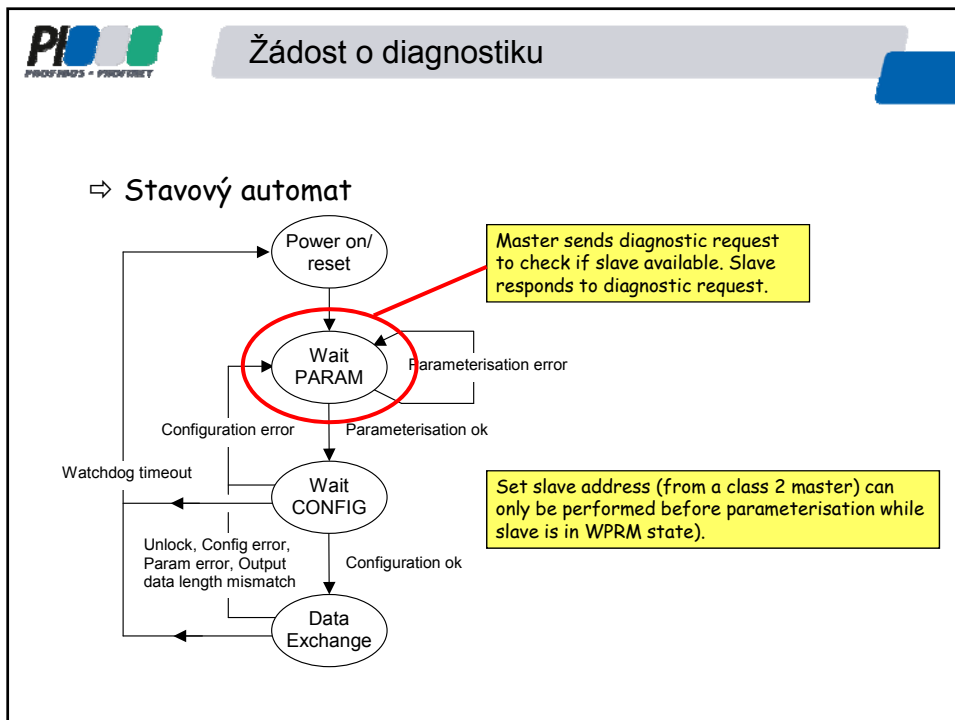 PI
PROFIBUS - PROFINET
Žádost o diagnostiku
⇨ Stavový automat
Power on/
reset
Master sends diagnostic request
to check if slave available. Slave
responds to diagnostic request.
Wait
PARAM
Parameterisation error
Configuration error
Parameterisation ok
Watchdog timeout
Wait
CONFIG
Set slave address (from a class 2 master) can
only be performed before parameterisation while
slave is in WPRM state).
Unlock, Config error,
Param error, Output
data length mismatch
Configuration ok
Data
Exchange